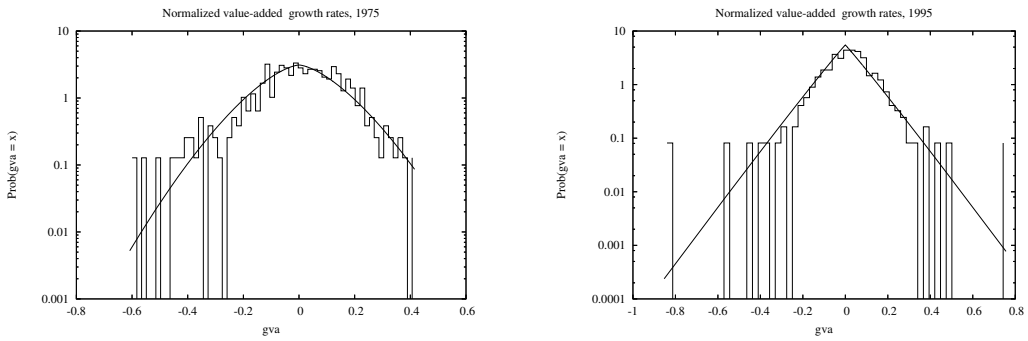 Normalized value-added growth rates, 1975
10
1
0.1
0.01
0.001
Prob(gva = x)
-0.8 -0.6 -0.4 -0.2 0 0.2 0.4 0.6
gva
Normalized value-added growth rates, 1995
10
1
0.1
0.01
0.001
0.0001
Prob(gva = x)
-1 -0.8 -0.6 -0.4 -0.2 0 0.2 0.4 0.6 0.8
gva